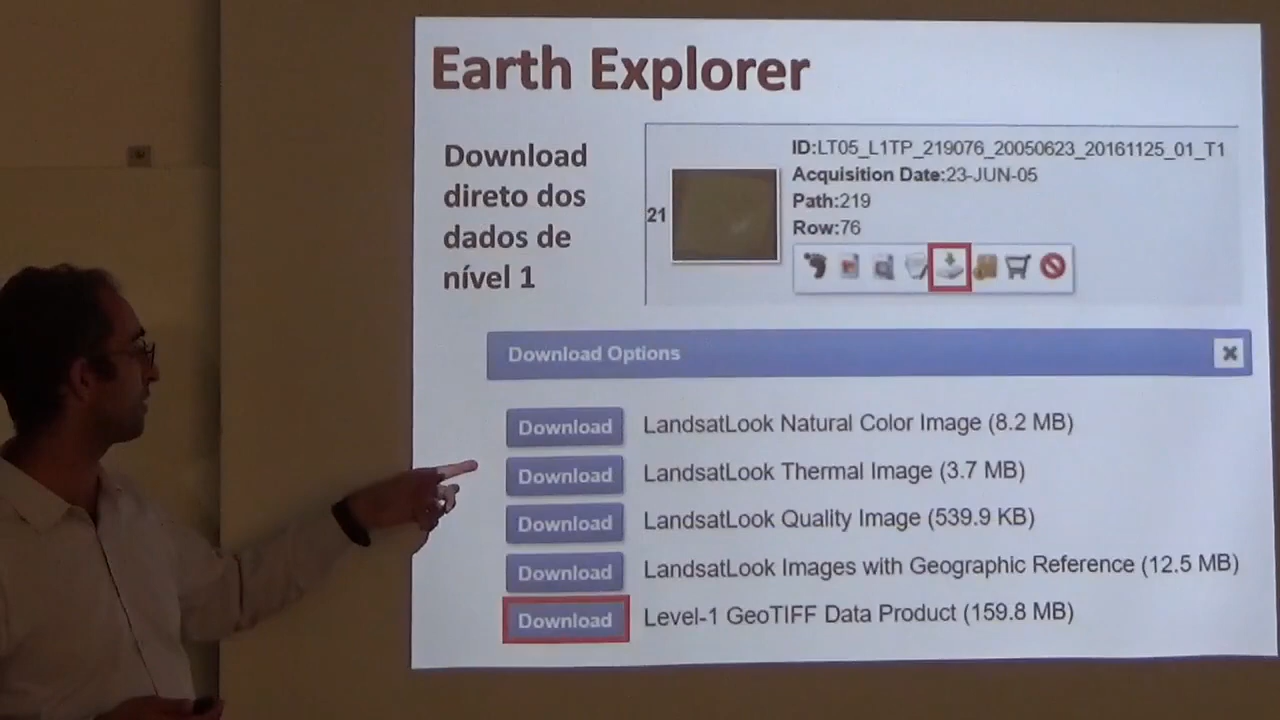 Earth Explorer
Download
direto dos
dados de
nível 1
21
ID:LT05_L1TP_219076_20050623_20161125_01_T1
Acquisition Date:23-JUN-05
Path:219
Row:76
Download Options
Download LandsatLook Natural Color Image (8.2 MB)
Download LandsatLook Thermal Image (3.7 MB)
Download LandsatLook Quality Image (539.9 KB)
Download LandsatLook Images with Geographic Reference (12.5 MB)
Download Level-1 GeoTIFF Data Product (159.8 MB)